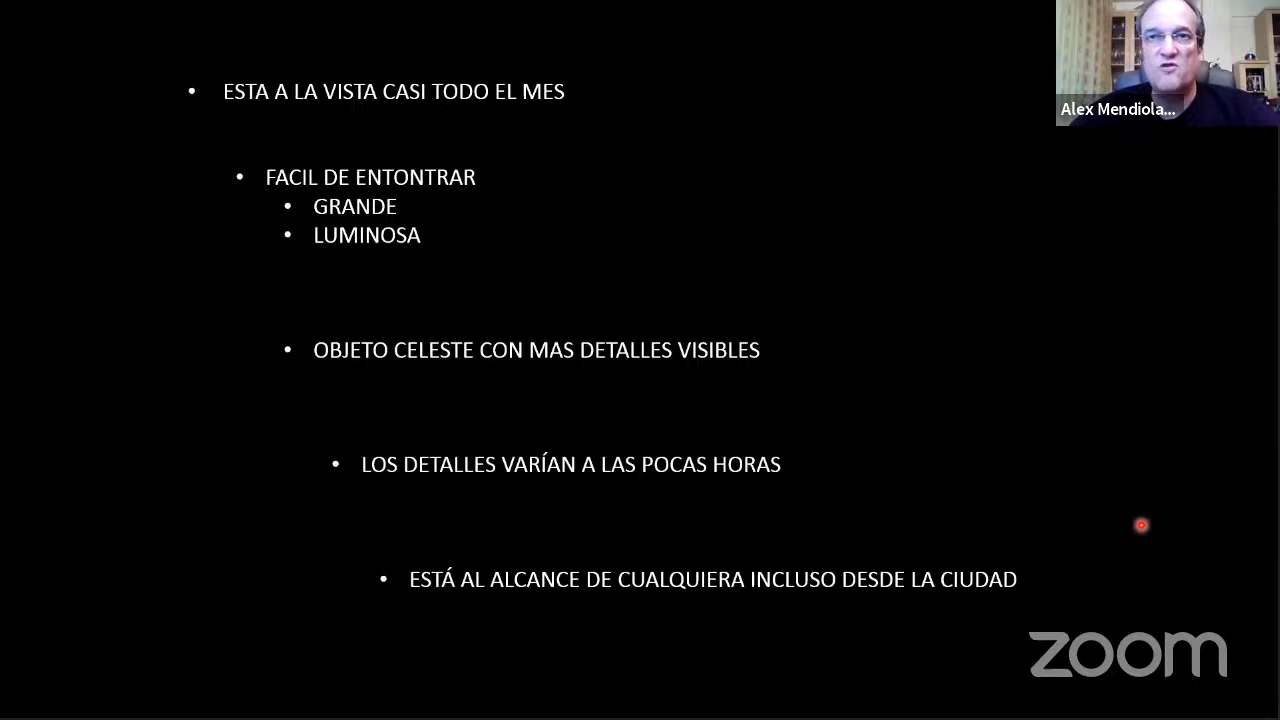 • ESTA A LA VISTA CASI TODO EL MES
Alex Mendiola...
• FACIL DE ENTONTRAR
• GRANDE
• LUMINOSA
• OBJETO CELESTE CON MAS DETALLES VISIBLES
• LOS DETALLES VARÍAN A LAS POCAS HORAS
• ESTÁ AL ALCANCE DE CUALQUIERA INCLUSO DESDE LA CIUDAD
zoom